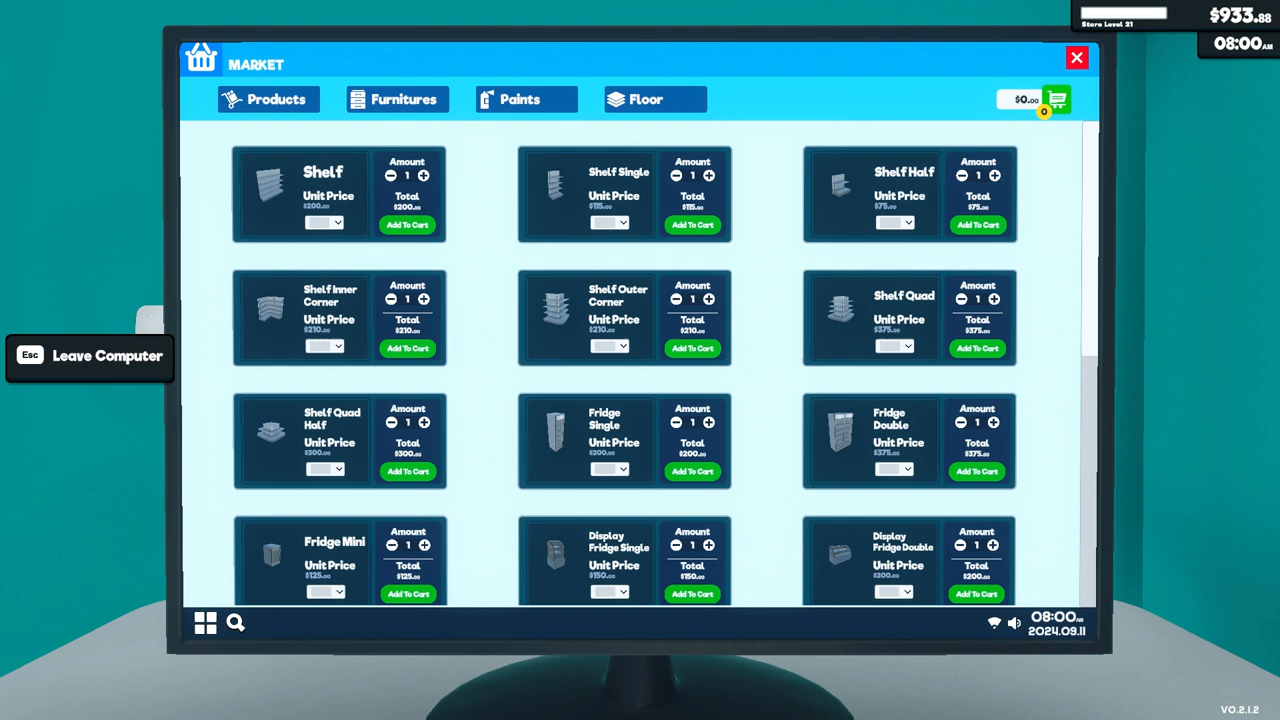 $933.88
Store Level 21
08:00AM
MARKET
Products
Furnitures
Paints
Floor
$0.00
0
Shelf
Unit Price
$200.00
Amount
1
Total
$200.00
Add To Cart
Shelf Single
Unit Price
$115.00
Amount
1
Total
$115.00
Add To Cart
Shelf Half
Unit Price
$75.00
Amount
1
Total
$75.00
Add To Cart
Shelf Inner
Corner
Unit Price
$210.00
Amount
1
Total
$210.00
Add To Cart
Shelf Outer
Corner
Unit Price
$210.00
Amount
1
Total
$210.00
Add To Cart
Shelf Quad
Unit Price
$375.00
Amount
1
Total
$375.00
Add To Cart
Esc Leave Computer
Shelf Quad
Half
Unit Price
$300.00
Amount
1
Total
$300.00
Add To Cart
Fridge
Single
Unit Price
$200.00
Amount
1
Total
$200.00
Add To Cart
Fridge
Double
Unit Price
$375.00
Amount
1
Total
$375.00
Add To Cart
Fridge Mini
Unit Price
$125.00
Amount
1
Total
$125.00
Add To Cart
Display
Fridge Single
Unit Price
$150.00
Amount
1
Total
$150.00
Add To Cart
Display
Fridge Double
Unit Price
$200.00
Amount
1
Total
$200.00
Add To Cart
08:00AM
2024.09.11
V0.2.1.2